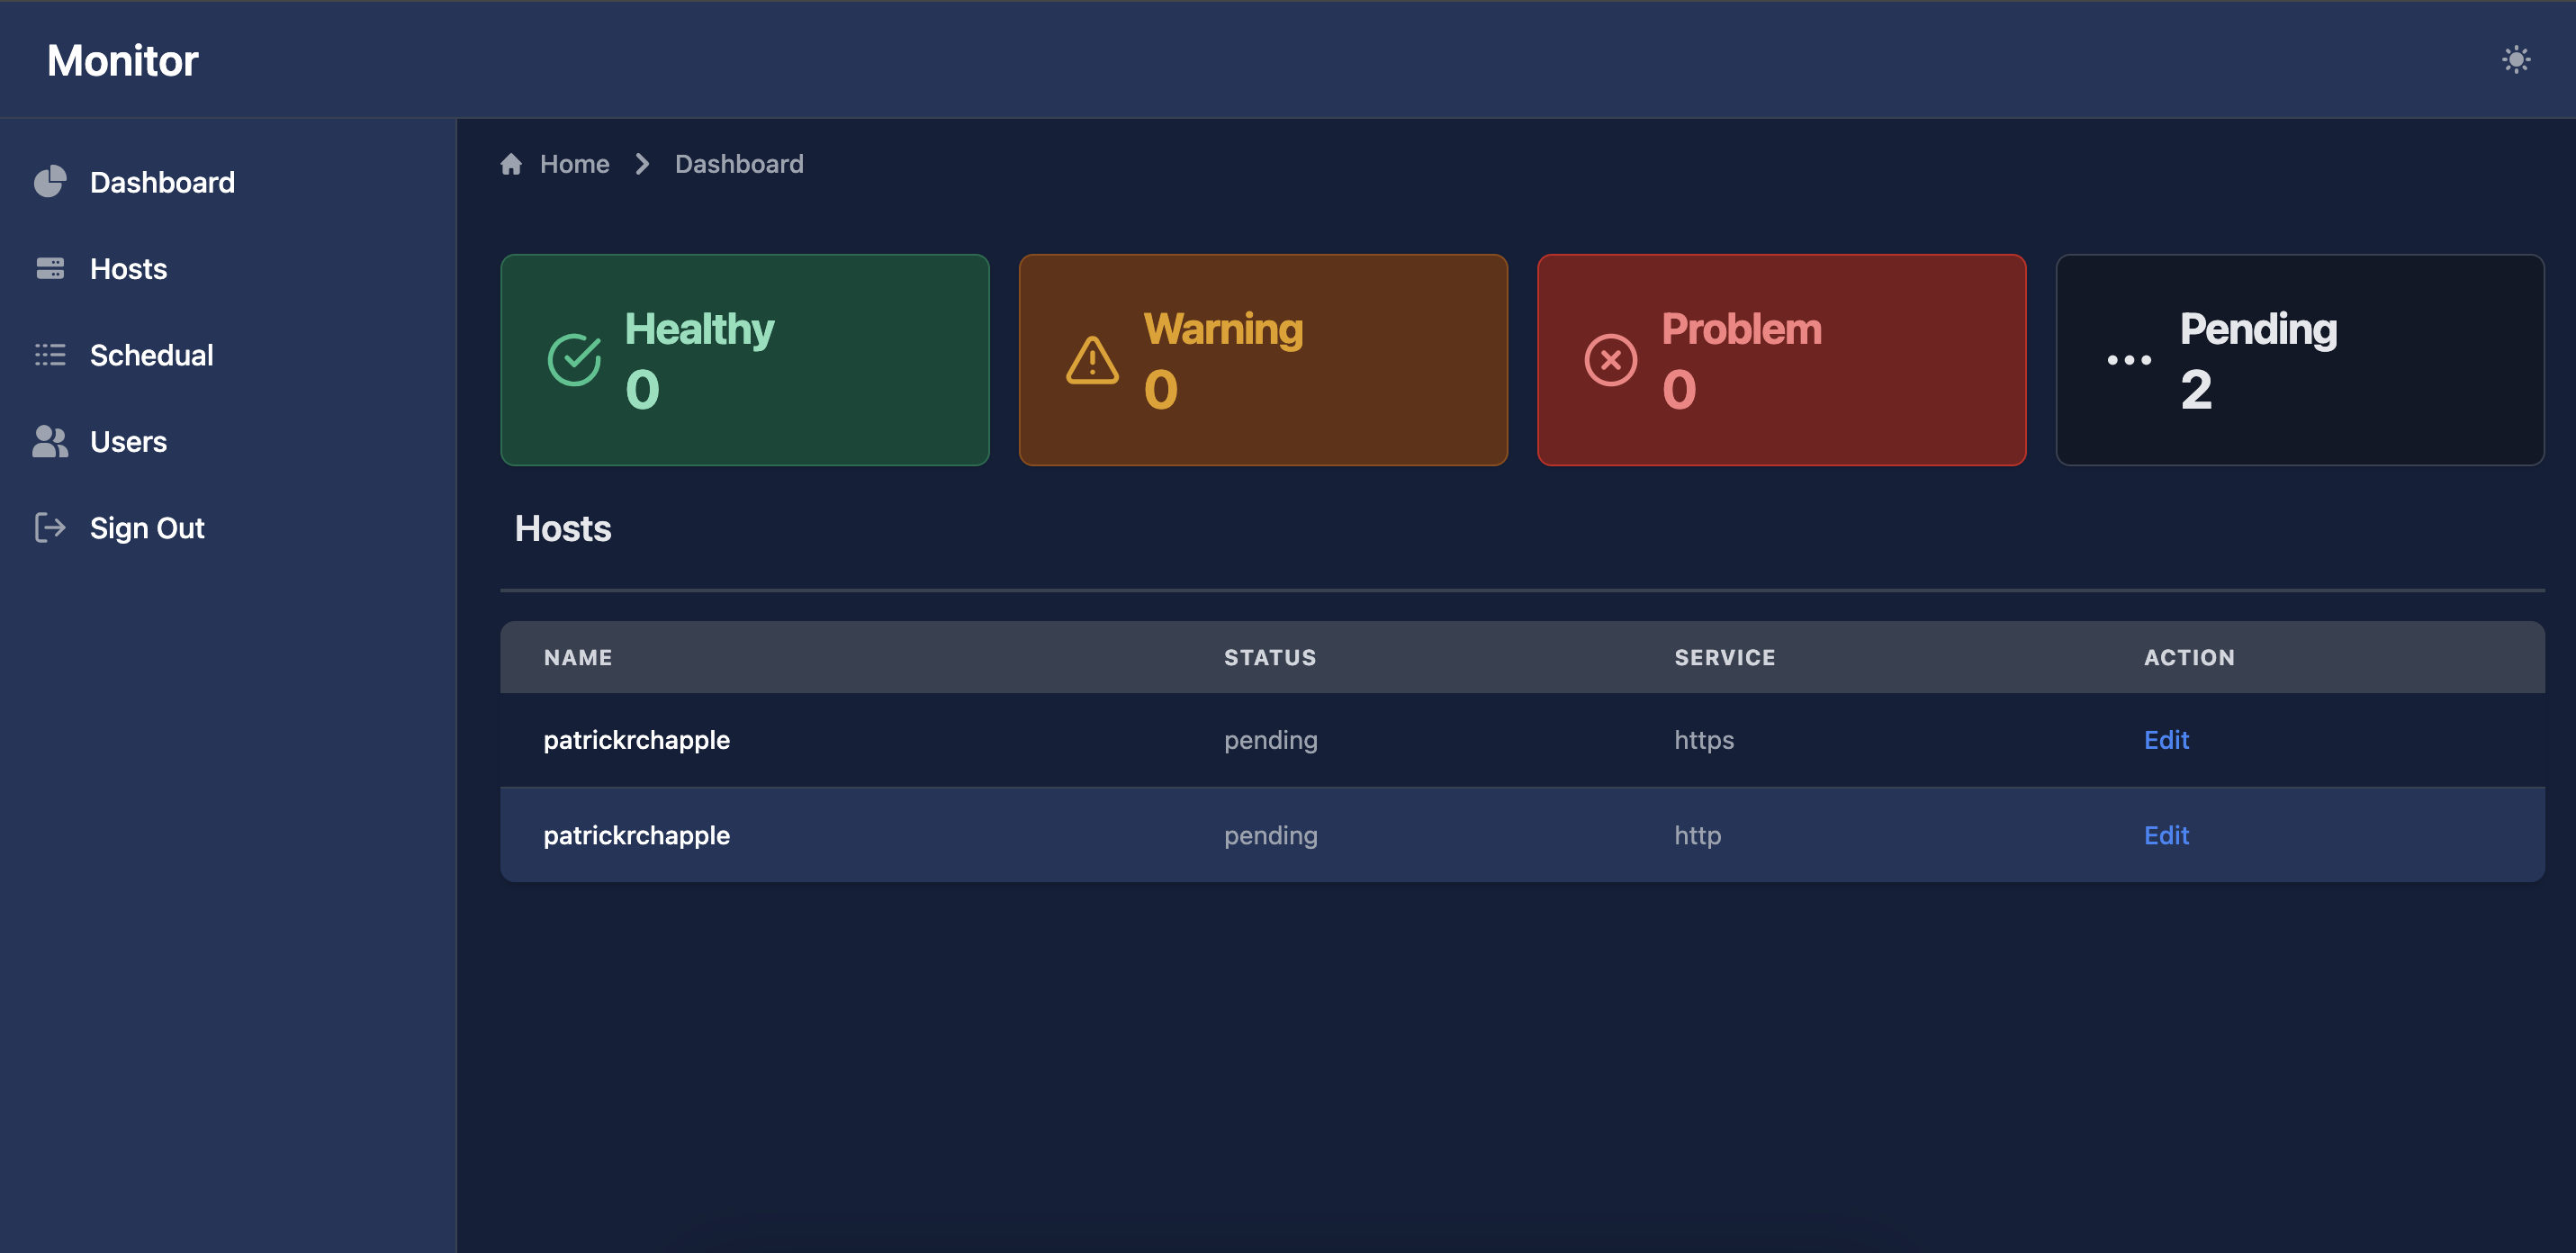 Monitor
Dashboard
Hosts
Schedual
Users
Sign Out
Home Dashboard
Healthy
0
Warning
0
Problem
0
Pending
2
Hosts
NAME STATUS SERVICE ACTION
patrickrchapple pending https Edit
patrickrchapple pending http Edit